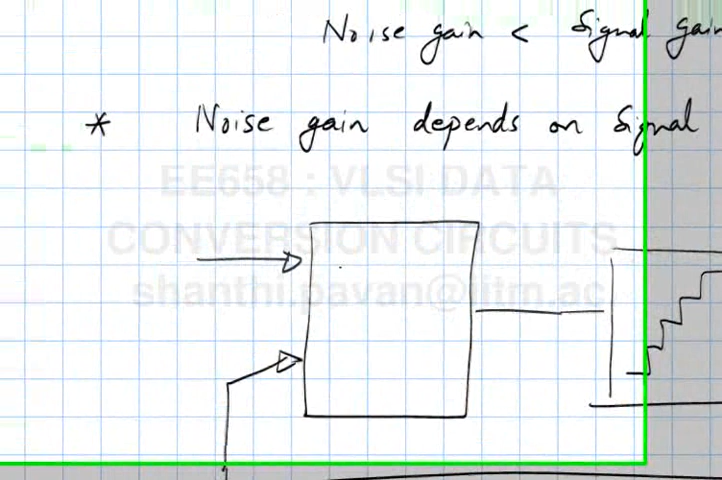 Noise gain < Signal gain
* Noise gain depends on Signal
EE658 : VLSI DATA
CONVERSION CIRCUITS
shanthi.pavan@iitm.ac